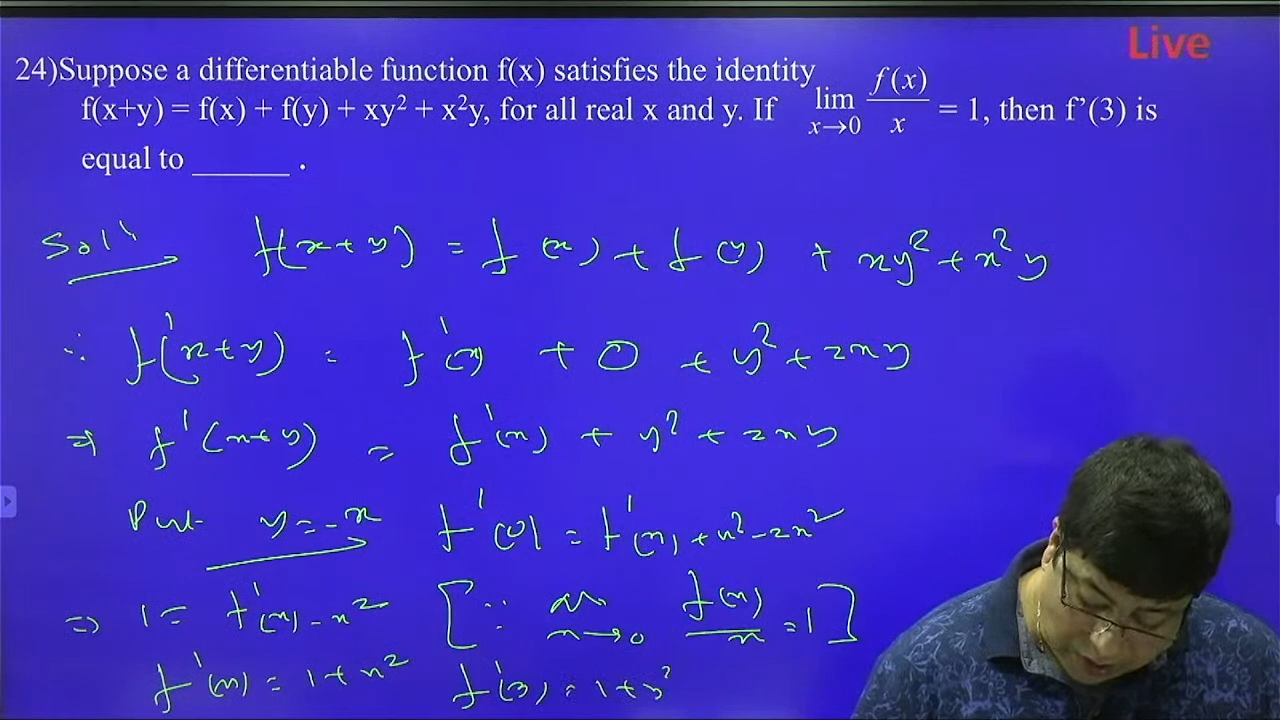 Live
24)Suppose a differentiable function f(x) satisfies the identity
f(x+y) = f(x) + f(y) + xy² + x²y, for all real x and y. If lim x→0 f(x)/x = 1, then f’(3) is
equal to ______ .
Solⁿ f(x+y) = f(x) + f(y) + xy² + x²y
∵ f'(x+y) = f'(x) + 0 + y² + 2xy
⇒ f'(x+y) = f'(x) + y² + 2xy
Put y=-x f'(0) = f'(x) + x² - 2x²
⇒ 1 = f'(x) - x² [∵ lim x→0 f(x)/x = 1]
f'(x) = 1 + x² f'(3) = 1 + 3²